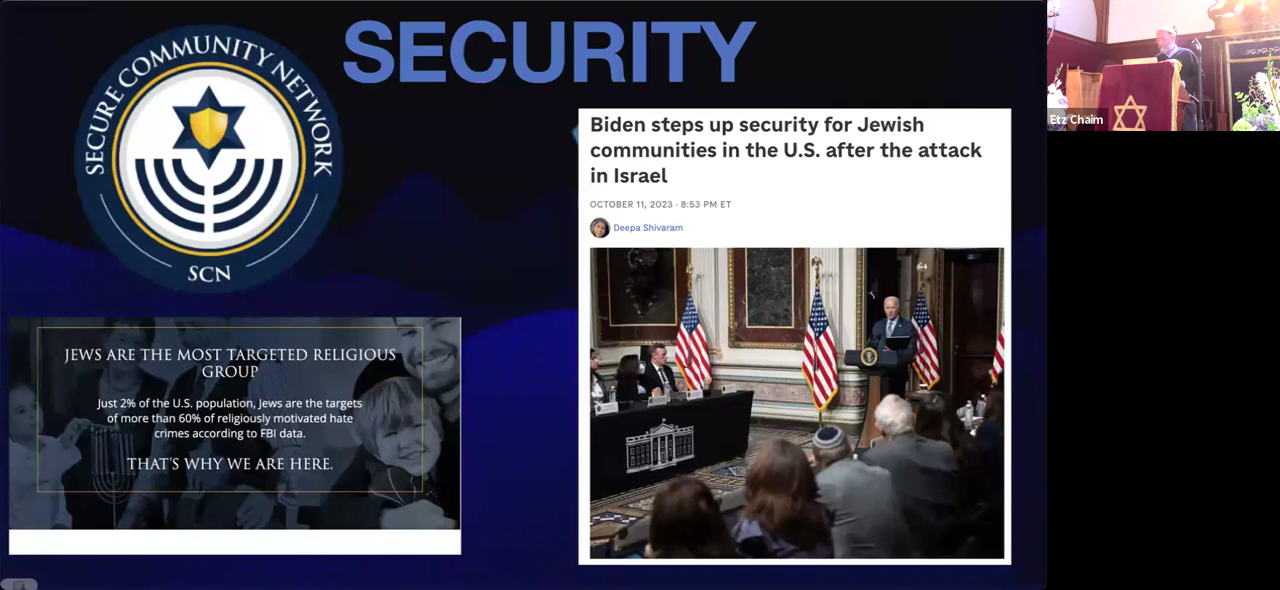 SECURITY
SECURE COMMUNITY NETWORK
SCN
JEWS ARE THE MOST TARGETED RELIGIOUS
GROUP
Just 2% of the U.S. population, Jews are the targets
of more than 60% of religiously motivated hate
crimes according to FBI data.
THAT'S WHY WE ARE HERE.
Biden steps up security for Jewish
communities in the U.S. after the attack
in Israel
OCTOBER 11, 2023 · 8:53 PM ET
Deepa Shivaram
Etz Chaim